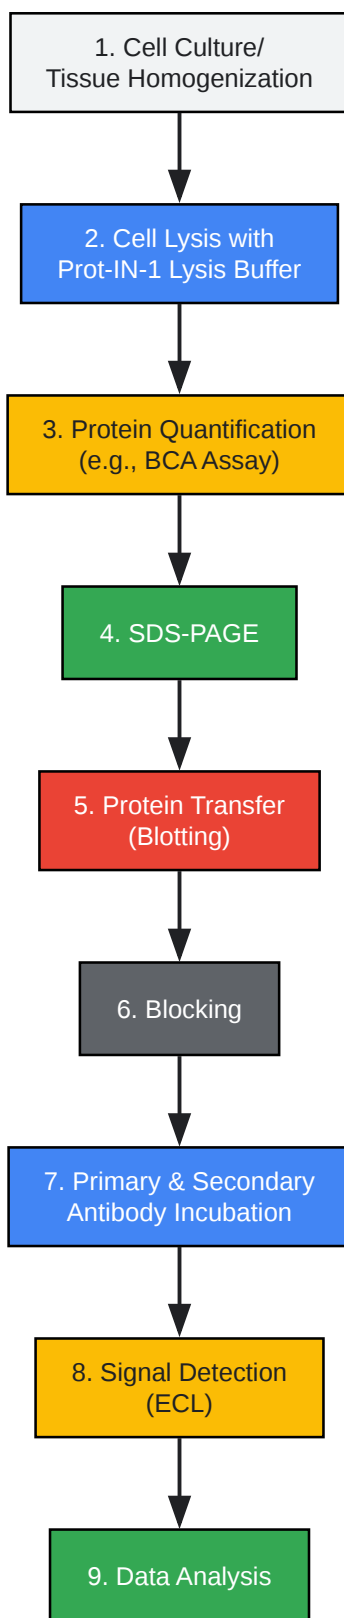 1. Cell Culture/
Tissue Homogenization
2. Cell Lysis with
Prot-IN-1 Lysis Buffer
3. Protein Quantification
(e.g., BCA Assay)
4. SDS-PAGE
5. Protein Transfer
(Blotting)
6. Blocking
7. Primary & Secondary
Antibody Incubation
8. Signal Detection
(ECL)
9. Data Analysis